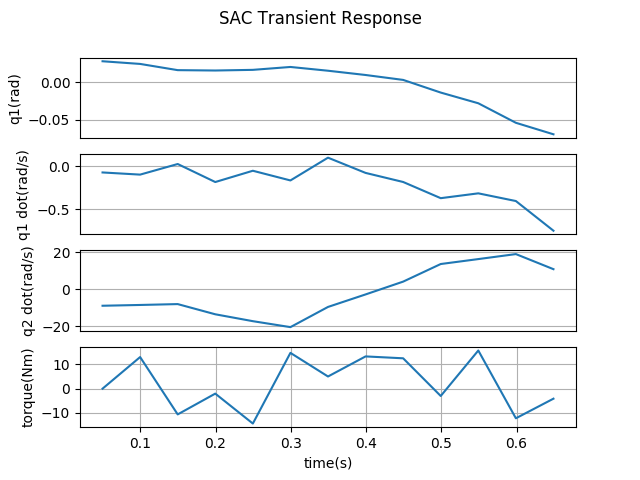 SAC Transient Response
q1(rad)
0.00
−0.05
q1 dot(rad/s)
0.0
−0.5
q2 dot(rad/s)
20
0
−20
torque(Nm)
10
0
−10
0.1 0.2 0.3 0.4 0.5 0.6
time(s)